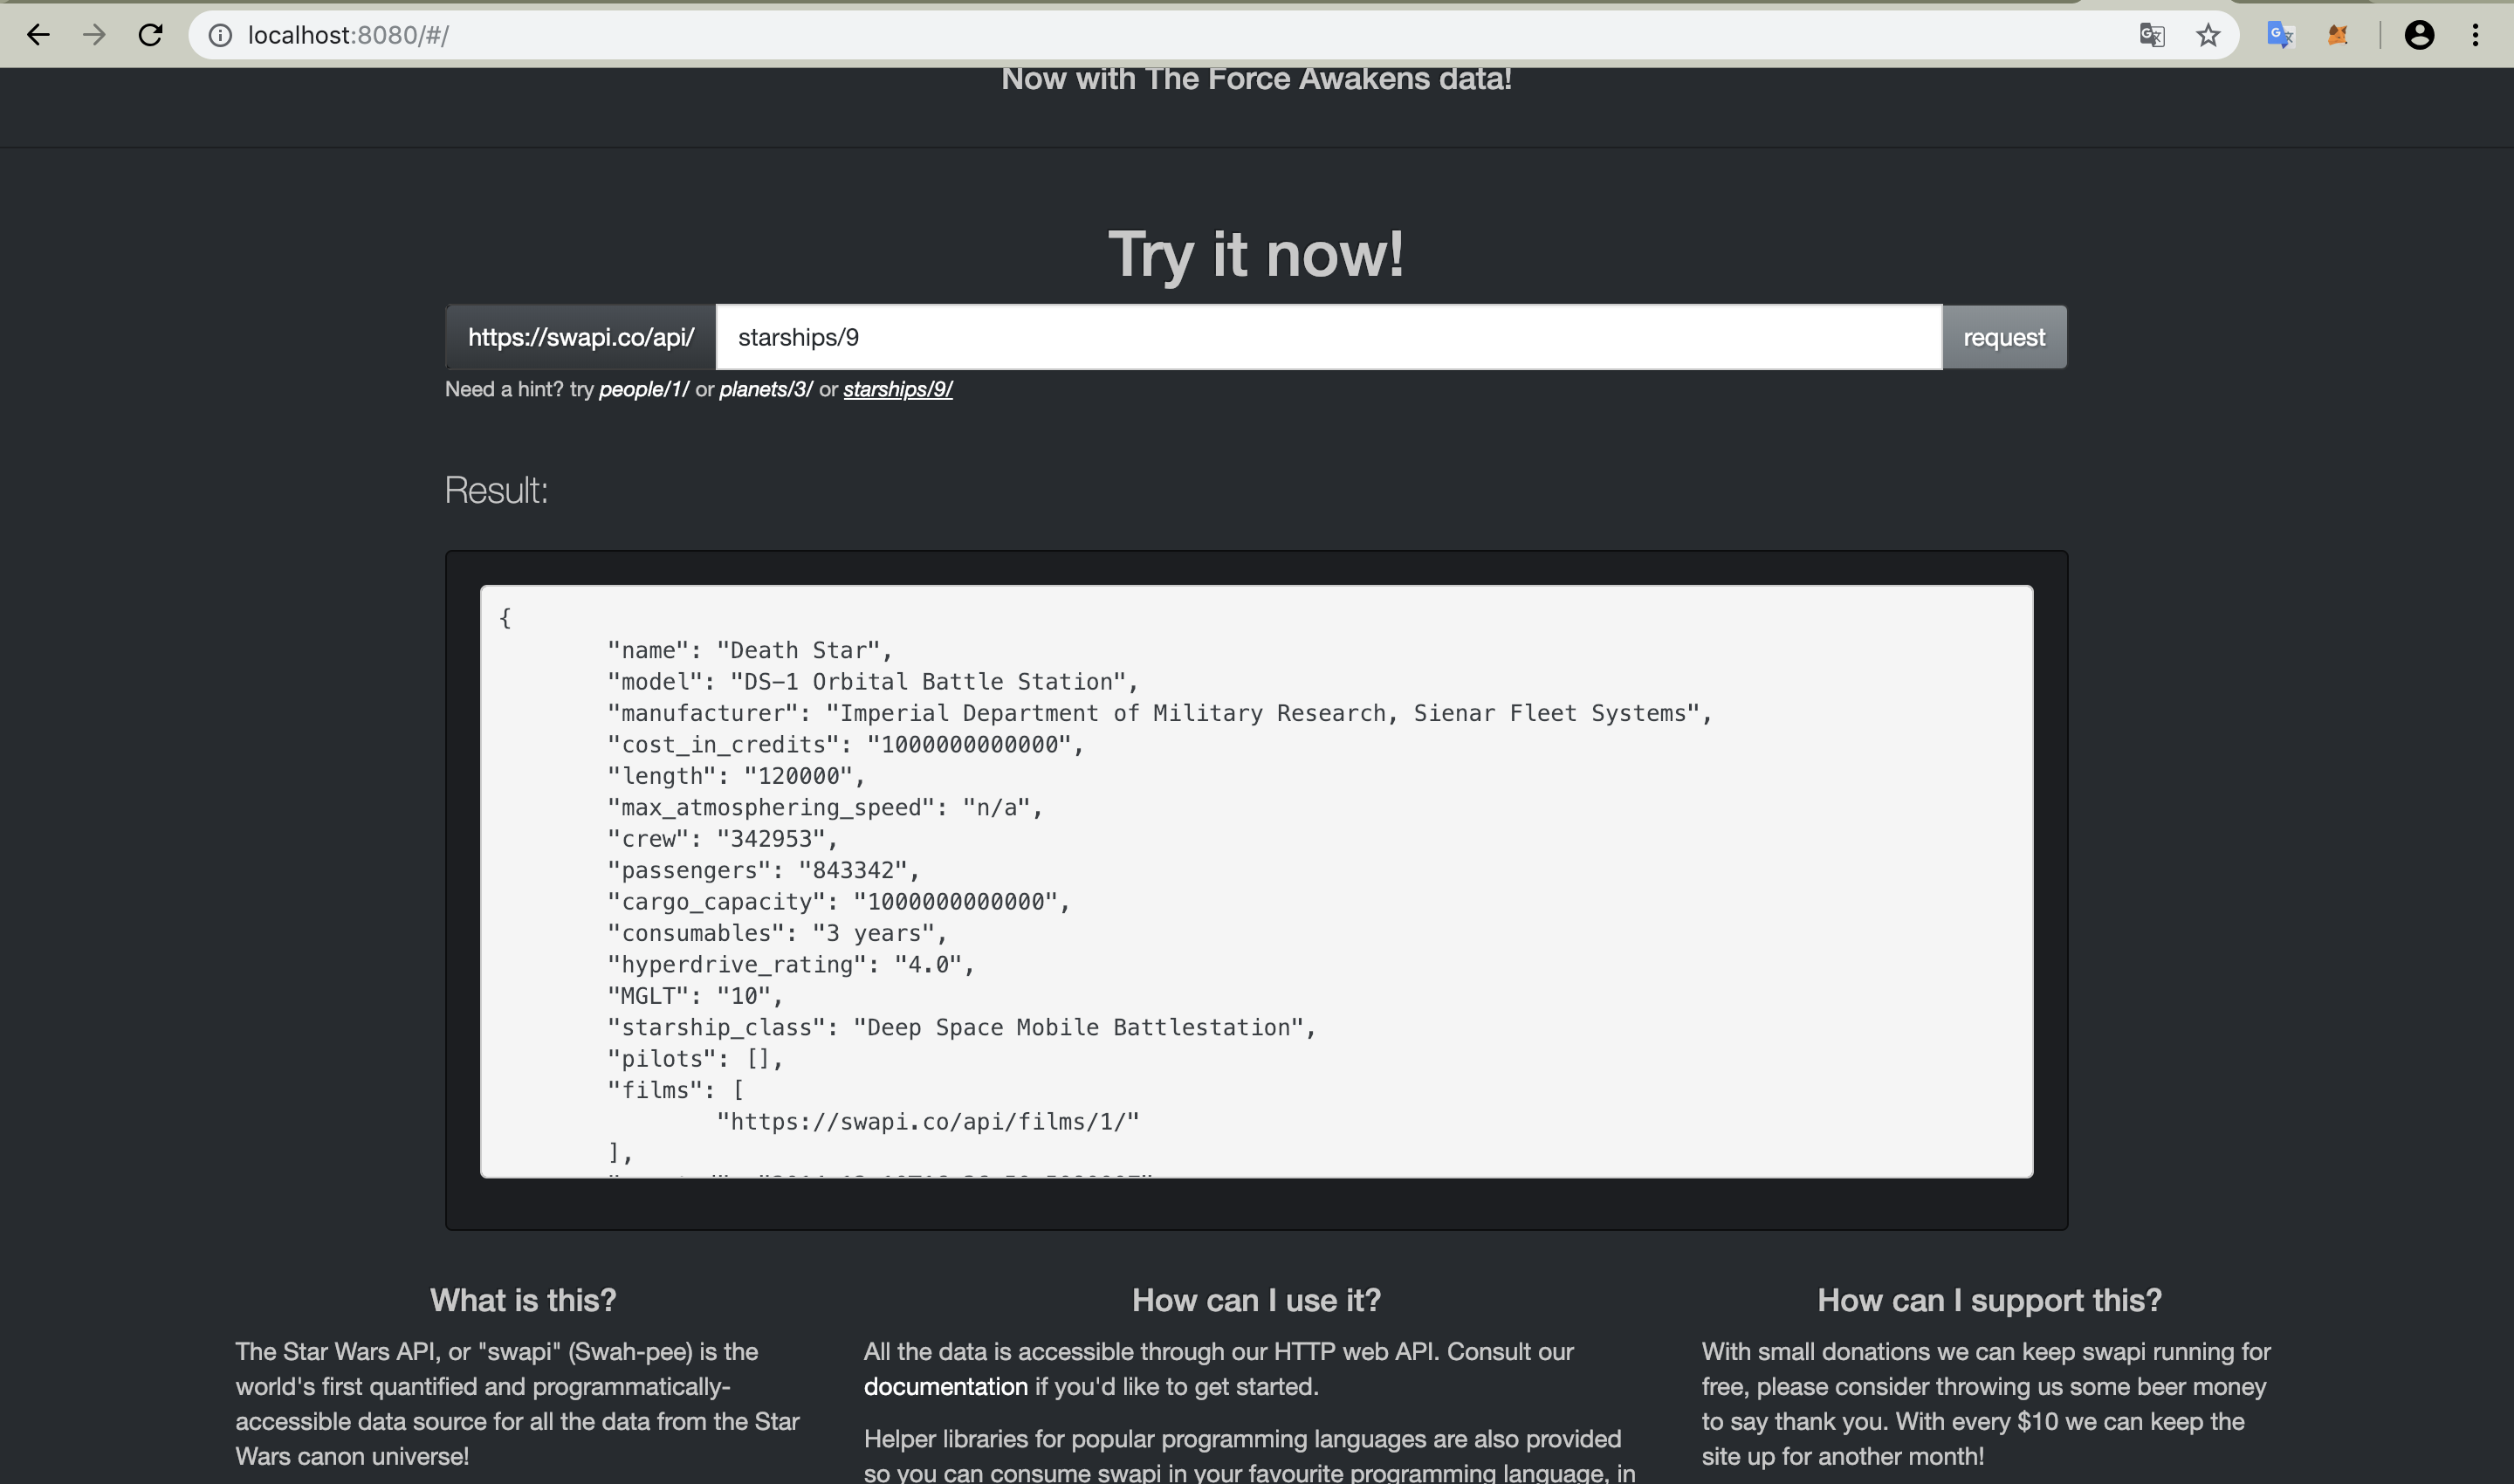 localhost:8080/#/
Now with The Force Awakens data!
Try it now!
https://swapi.co/api/ starships/9 request
Need a hint? try people/1/ or planets/3/ or starships/9/
Result:
{
"name": "Death Star",
"model": "DS-1 Orbital Battle Station",
"manufacturer": "Imperial Department of Military Research, Sienar Fleet Systems",
"cost_in_credits": "1000000000000",
"length": "120000",
"max_atmosphering_speed": "n/a",
"crew": "342953",
"passengers": "843342",
"cargo_capacity": "1000000000000",
"consumables": "3 years",
"hyperdrive_rating": "4.0",
"MGLT": "10",
"starship_class": "Deep Space Mobile Battlestation",
"pilots": [],
"films": [
"https://swapi.co/api/films/1/"
],
What is this?
The Star Wars API, or "swapi" (Swah-pee) is the
world's first quantified and programmatically-
accessible data source for all the data from the Star
Wars canon universe!
How can I use it?
All the data is accessible through our HTTP web API. Consult our
documentation if you'd like to get started.
Helper libraries for popular programming languages are also provided
so you can consume swapi in your favourite programming language, in
How can I support this?
With small donations we can keep swapi running for
free, please consider throwing us some beer money
to say thank you. With every $10 we can keep the
site up for another month!